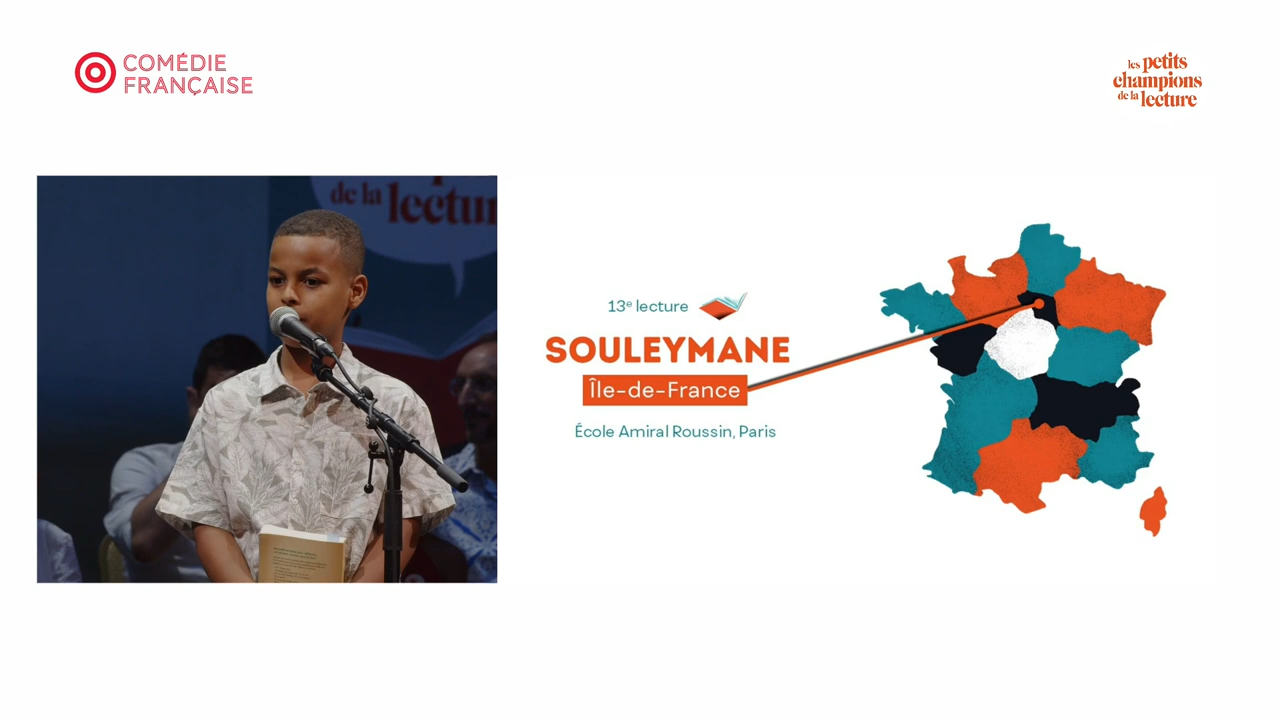 COMÉDIE
FRANÇAISE
les petits
champions
de la lecture
de la lectur
13e lecture
SOULEYMANE
Île-de-France
École Amiral Roussin, Paris